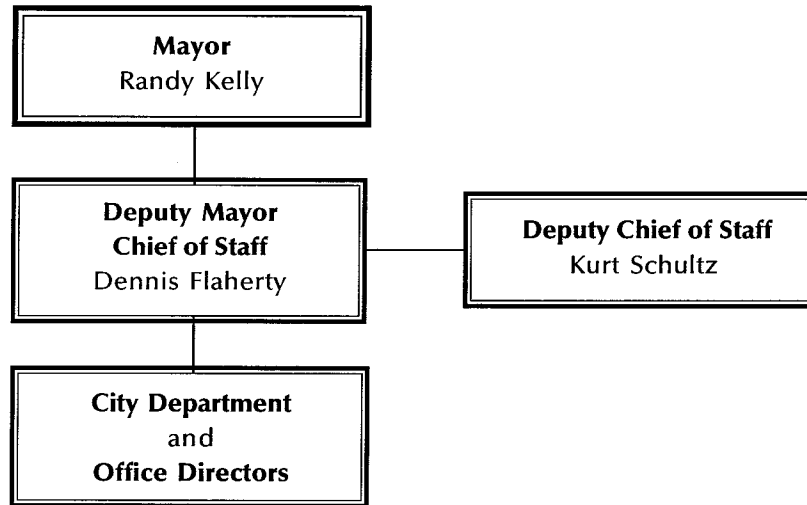 Mayor
Randy Kelly
Deputy Mayor
Chief of Staff
Dennis Flaherty
Deputy Chief of Staff
Kurt Schultz
City Department
and
Office Directors